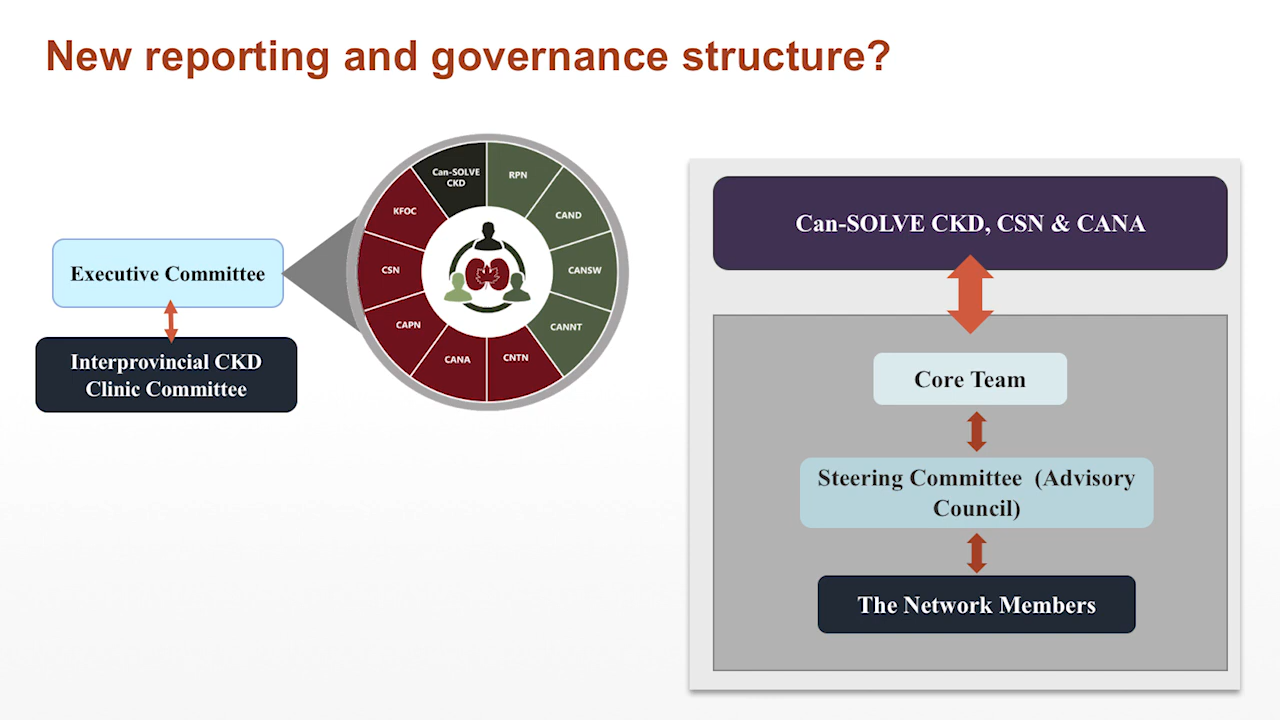 New reporting and governance structure?
Executive Committee
Interprovincial CKD
Clinic Committee
Can-SOLVE
CKD
RPN
CAND
CANSW
CANNT
CNTN
CANA
CAPN
CSN
KFOC
Can-SOLVE CKD, CSN & CANA
Core Team
Steering Committee (Advisory
Council)
The Network Members